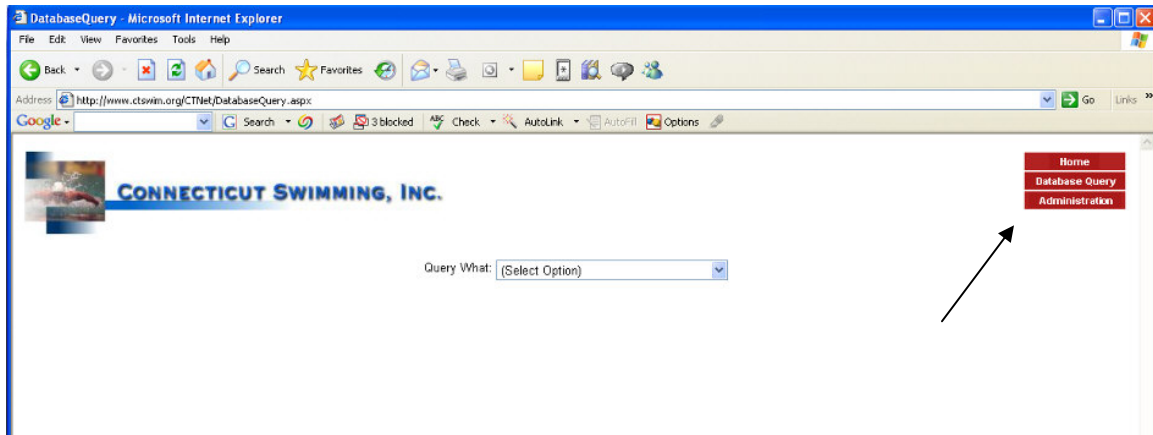 DatabaseQuery - Microsoft Internet Explorer
File Edit View Favorites Tools Help
Back Search Favorites
Address http://www.ctswim.org/CTNet/DatabaseQuery.aspx Go Links »
Google Search 3 blocked ABC Check AutoLink AutoFill Options
Home
Database Query
Administration
CONNECTICUT SWIMMING, INC.
Query What: (Select Option)